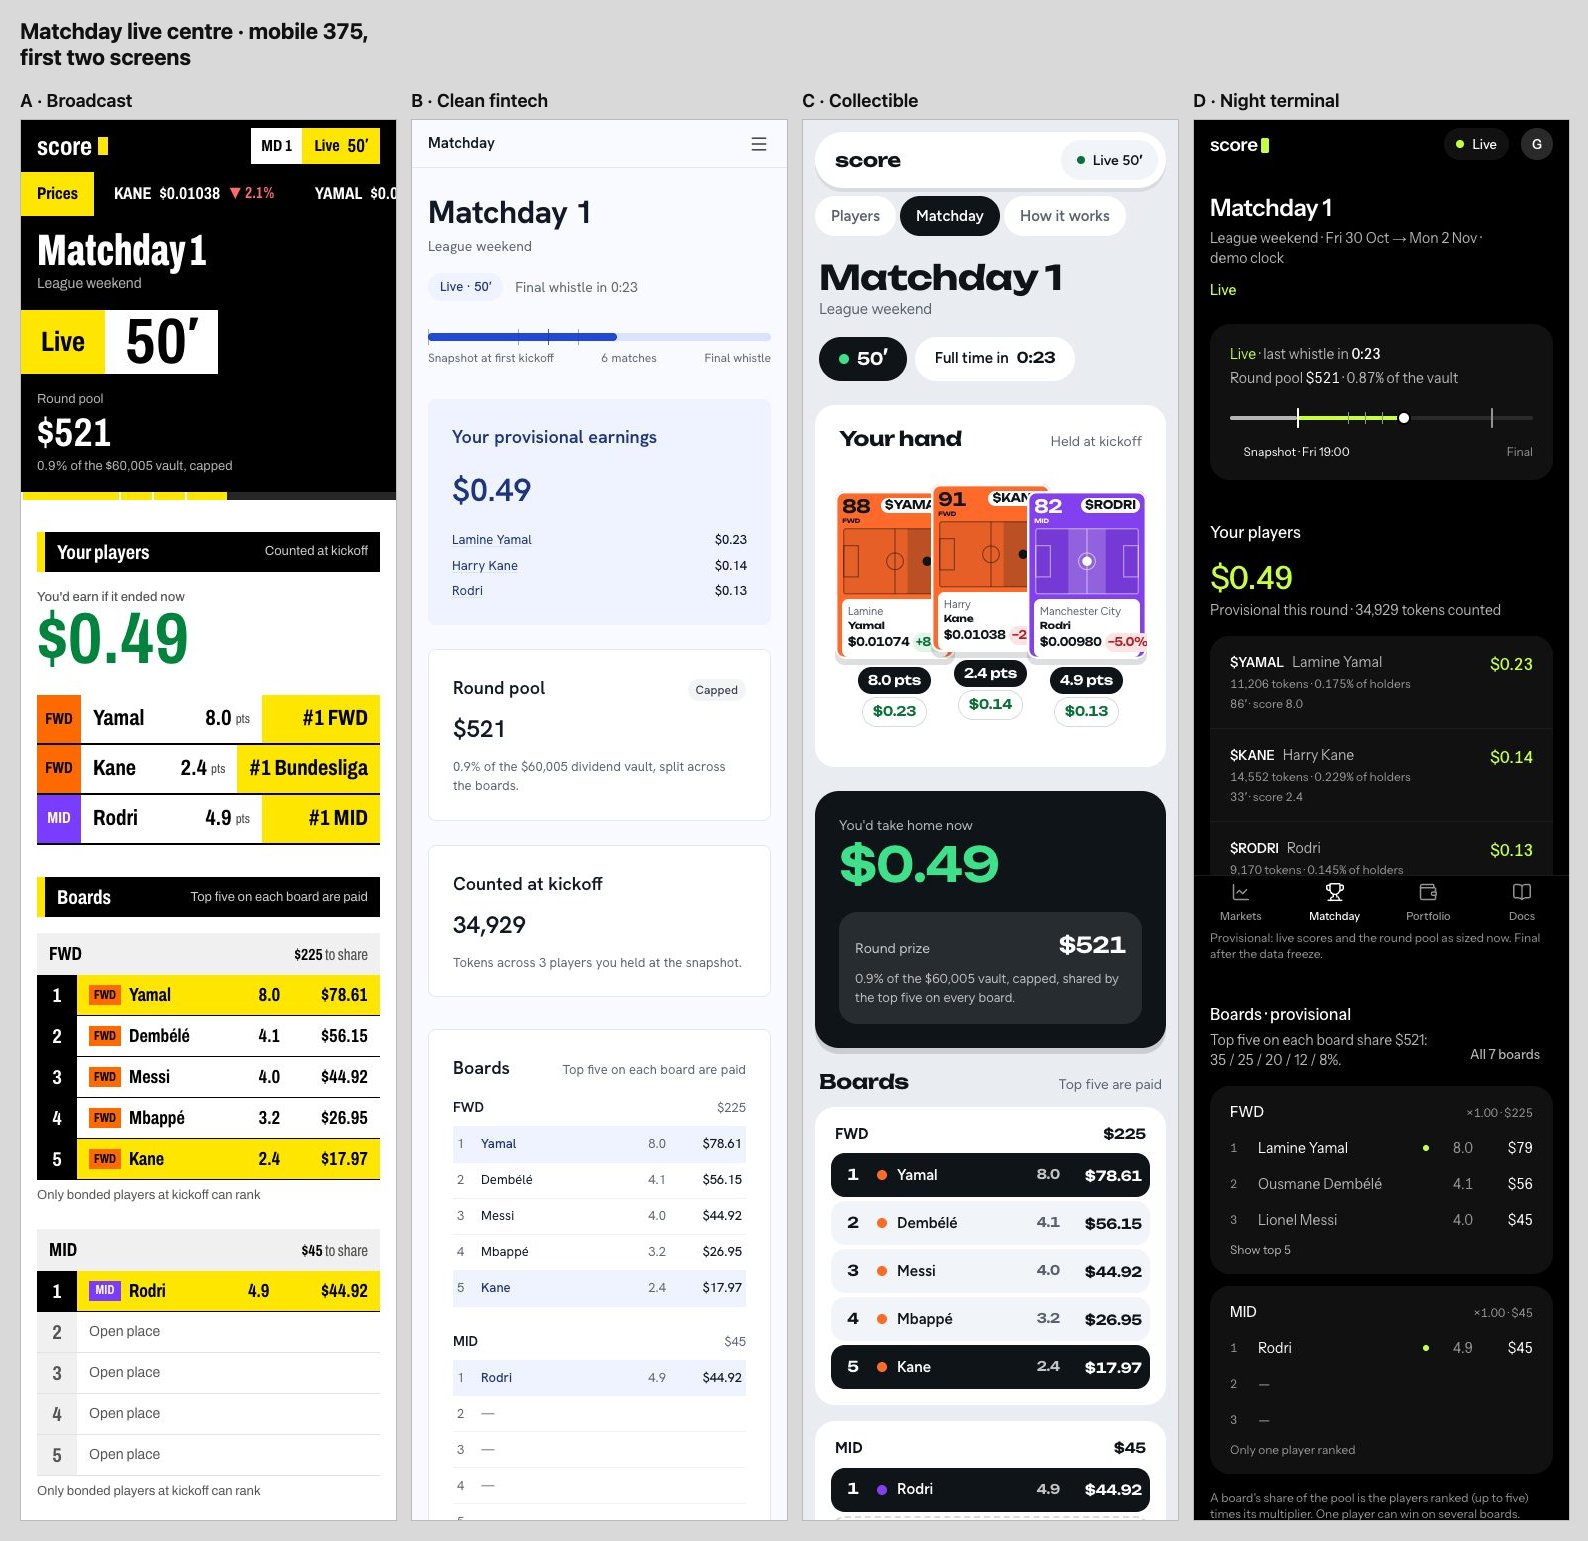 Matchday live centre · mobile 375,
first two screens
A · Broadcast
score
MD 1
Live 50′
Prices
KANE $0.01038 ▼ 2.1%
YAMAL $0.0
Matchday 1
League weekend
Live
50′
Round pool
$521
0.9% of the $60,005 vault, capped
Your players
Counted at kickoff
You'd earn if it ended now
$0.49
FWD Yamal 8.0 pts #1 FWD
FWD Kane 2.4 pts #1 Bundesliga
MID Rodri 4.9 pts #1 MID
Boards
Top five on each board are paid
FWD $225 to share
1 FWD Yamal 8.0 $78.61
2 FWD Dembélé 4.1 $56.15
3 FWD Messi 4.0 $44.92
4 FWD Mbappé 3.2 $26.95
5 FWD Kane 2.4 $17.97
Only bonded players at kickoff can rank
MID $45 to share
1 MID Rodri 4.9 $44.92
2 Open place
3 Open place
4 Open place
5 Open place
Only bonded players at kickoff can rank
B · Clean fintech
Matchday
Matchday 1
League weekend
Live · 50′
Final whistle in 0:23
Snapshot at first kickoff
6 matches
Final whistle
Your provisional earnings
$0.49
Lamine Yamal $0.23
Harry Kane $0.14
Rodri $0.13
Round pool
Capped
$521
0.9% of the $60,005 dividend vault, split across
the boards.
Counted at kickoff
34,929
Tokens across 3 players you held at the snapshot.
Boards
Top five on each board are paid
FWD $225
1 Yamal 8.0 $78.61
2 Dembélé 4.1 $56.15
3 Messi 4.0 $44.92
4 Mbappé 3.2 $26.95
5 Kane 2.4 $17.97
MID $45
1 Rodri 4.9 $44.92
2 —
3 —
4 —
C · Collectible
score
Live 50′
Players
Matchday
How it works
Matchday 1
League weekend
50′
Full time in 0:23
Your hand
Held at kickoff
88 $YAMA
FWD
Lamine
Yamal
$0.01074 +8
8.0 pts
$0.23
91 $KAN
FWD
Harry
Kane
$0.01038 −2
2.4 pts
$0.14
82 $RODRI
MID
Manchester City
Rodri
$0.00980 −5.0%
4.9 pts
$0.13
You'd take home now
$0.49
Round prize $521
0.9% of the $60,005 vault, capped, shared by
the top five on every board.
Boards
Top five are paid
FWD $225
1 Yamal 8.0 $78.61
2 Dembélé 4.1 $56.15
3 Messi 4.0 $44.92
4 Mbappé 3.2 $26.95
5 Kane 2.4 $17.97
MID $45
1 Rodri 4.9 $44.92
D · Night terminal
score
Live
G
Matchday 1
League weekend · Fri 30 Oct → Mon 2 Nov ·
demo clock
Live
Live · last whistle in 0:23
Round pool $521 · 0.87% of the vault
Snapshot · Fri 19:00
Final
Your players
$0.49
Provisional this round · 34,929 tokens counted
$YAMAL Lamine Yamal $0.23
11,206 tokens · 0.175% of holders
86′ · score 8.0
$KANE Harry Kane $0.14
14,552 tokens · 0.229% of holders
33′ · score 2.4
$RODRI Rodri $0.13
9,170 tokens · 0.145% of holders
Markets
Matchday
Portfolio
Docs
Provisional: live scores and the round pool as sized now. Final
after the data freeze.
Boards · provisional
Top five on each board share $521:
35 / 25 / 20 / 12 / 8%.
All 7 boards
FWD ×1.00 · $225
1 Lamine Yamal 8.0 $79
2 Ousmane Dembélé 4.1 $56
3 Lionel Messi 4.0 $45
Show top 5
MID ×1.00 · $45
1 Rodri 4.9 $45
2 —
3 —
Only one player ranked
A board's share of the pool is the players ranked (up to five)
times its multiplier. One player can win on several boards.